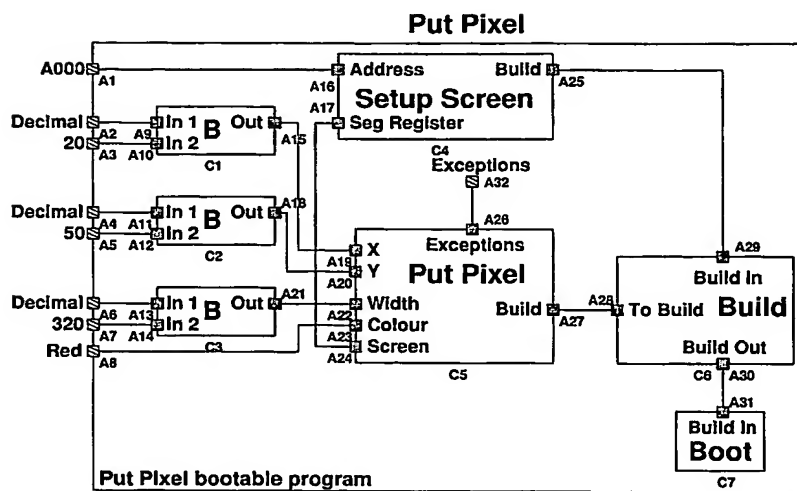 Put Pixel
A000
A1
Address
Build
A16
A25
Setup Screen
A17
Seg Register
C4
Decimal
A2
A9
In 1
B
Out
A15
20
A3
A10
In 2
C1
Exceptions
A32
Decimal
A4
A11
In 1
B
Out
A18
50
A5
A12
In 2
C2
A26
Exceptions
X
A19
Put Pixel
Y
A20
A29
Build In
Decimal
A6
A13
In 1
B
Out
A21
Width
A22
Build
A27
A28
To Build
Build
320
A7
A14
In 2
C3
Colour
A23
Red
A8
Screen
A24
C5
Build Out
C6
A30
A31
Build In
Boot
C7
Put Pixel bootable program